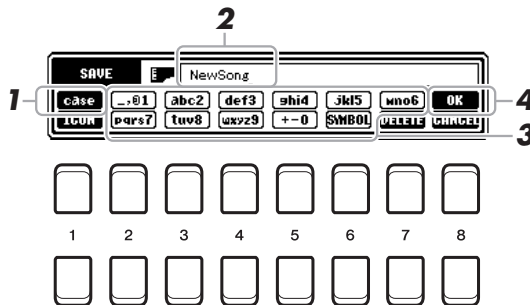 2
SAVE NewSong
1 case _,@1 abc2 def3 ghi4 jkl5 mno6 OK 4
ICON pqrs7 tuv8 wxyz9 +-0 SYMBOL DELETE CANCEL
3
1 2 3 4 5 6 7 8